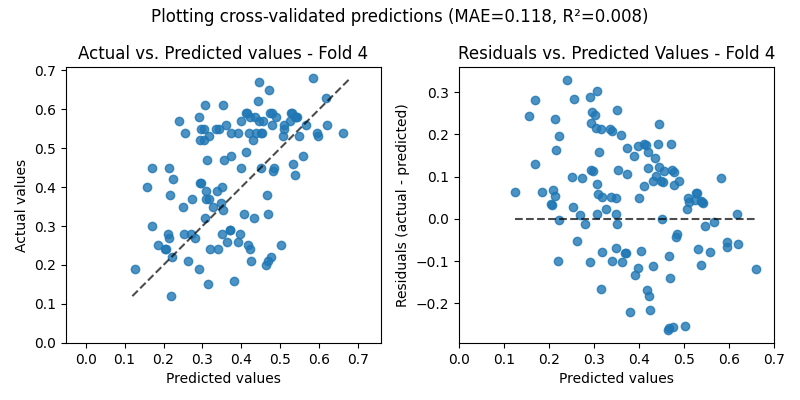 Plotting cross-validated predictions (MAE=0.118, R²=0.008)
Actual vs. Predicted values - Fold 4
Actual values
0.7
0.6
0.5
0.4
0.3
0.2
0.1
0.0
0.0 0.1 0.2 0.3 0.4 0.5 0.6 0.7
Predicted values
Residuals vs. Predicted Values - Fold 4
Residuals (actual - predicted)
0.3
0.2
0.1
0.0
−0.1
−0.2
0.0 0.1 0.2 0.3 0.4 0.5 0.6 0.7
Predicted values